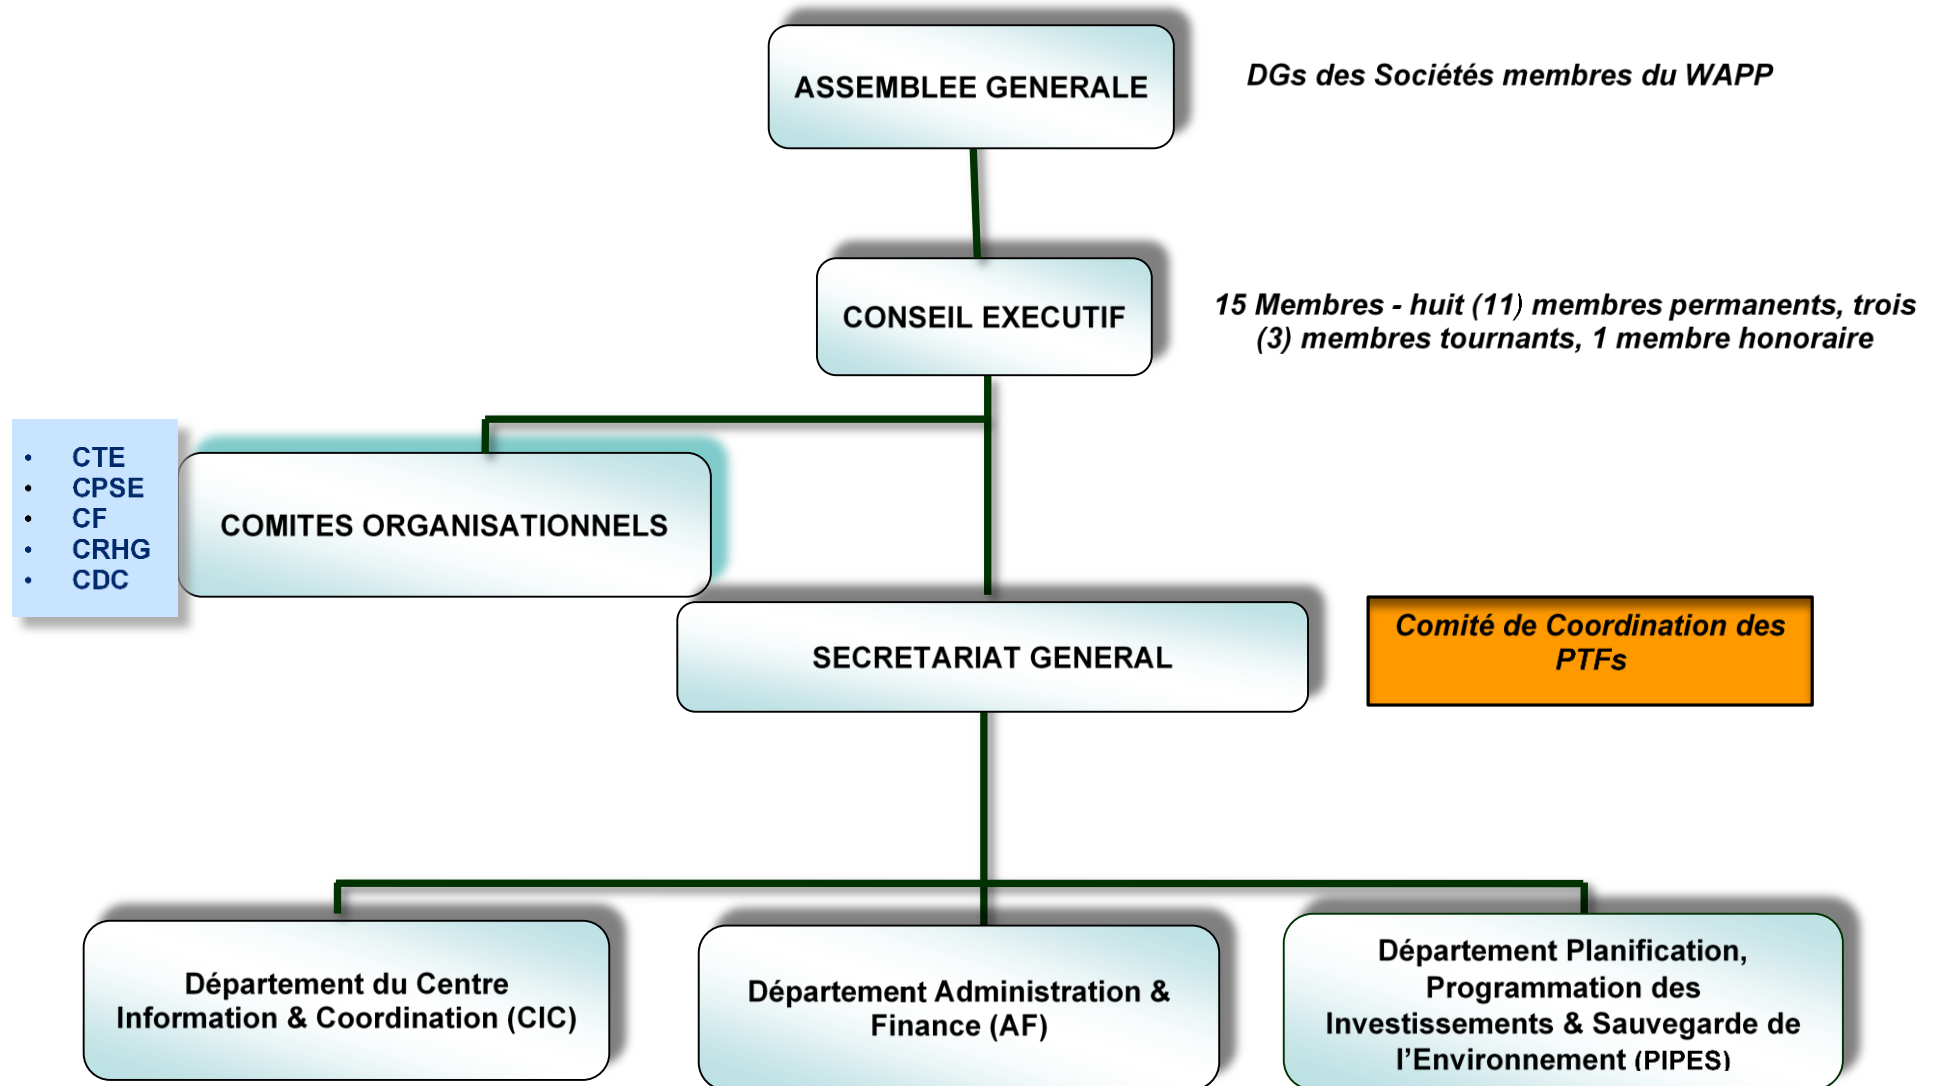 ASSEMBLEE GENERALE
DGs des Sociétés membres du WAPP
CONSEIL EXECUTIF
15 Membres - huit (11) membres permanents, trois
(3) membres tournants, 1 membre honoraire
• CTE
• CPSE
• CF
• CRHG
• CDC
COMITES ORGANISATIONNELS
SECRETARIAT GENERAL
Comité de Coordination des
PTFs
Département du Centre
Information & Coordination (CIC)
Département Administration &
Finance (AF)
Département Planification,
Programmation des
Investissements & Sauvegarde de
l’Environnement (PIPES)